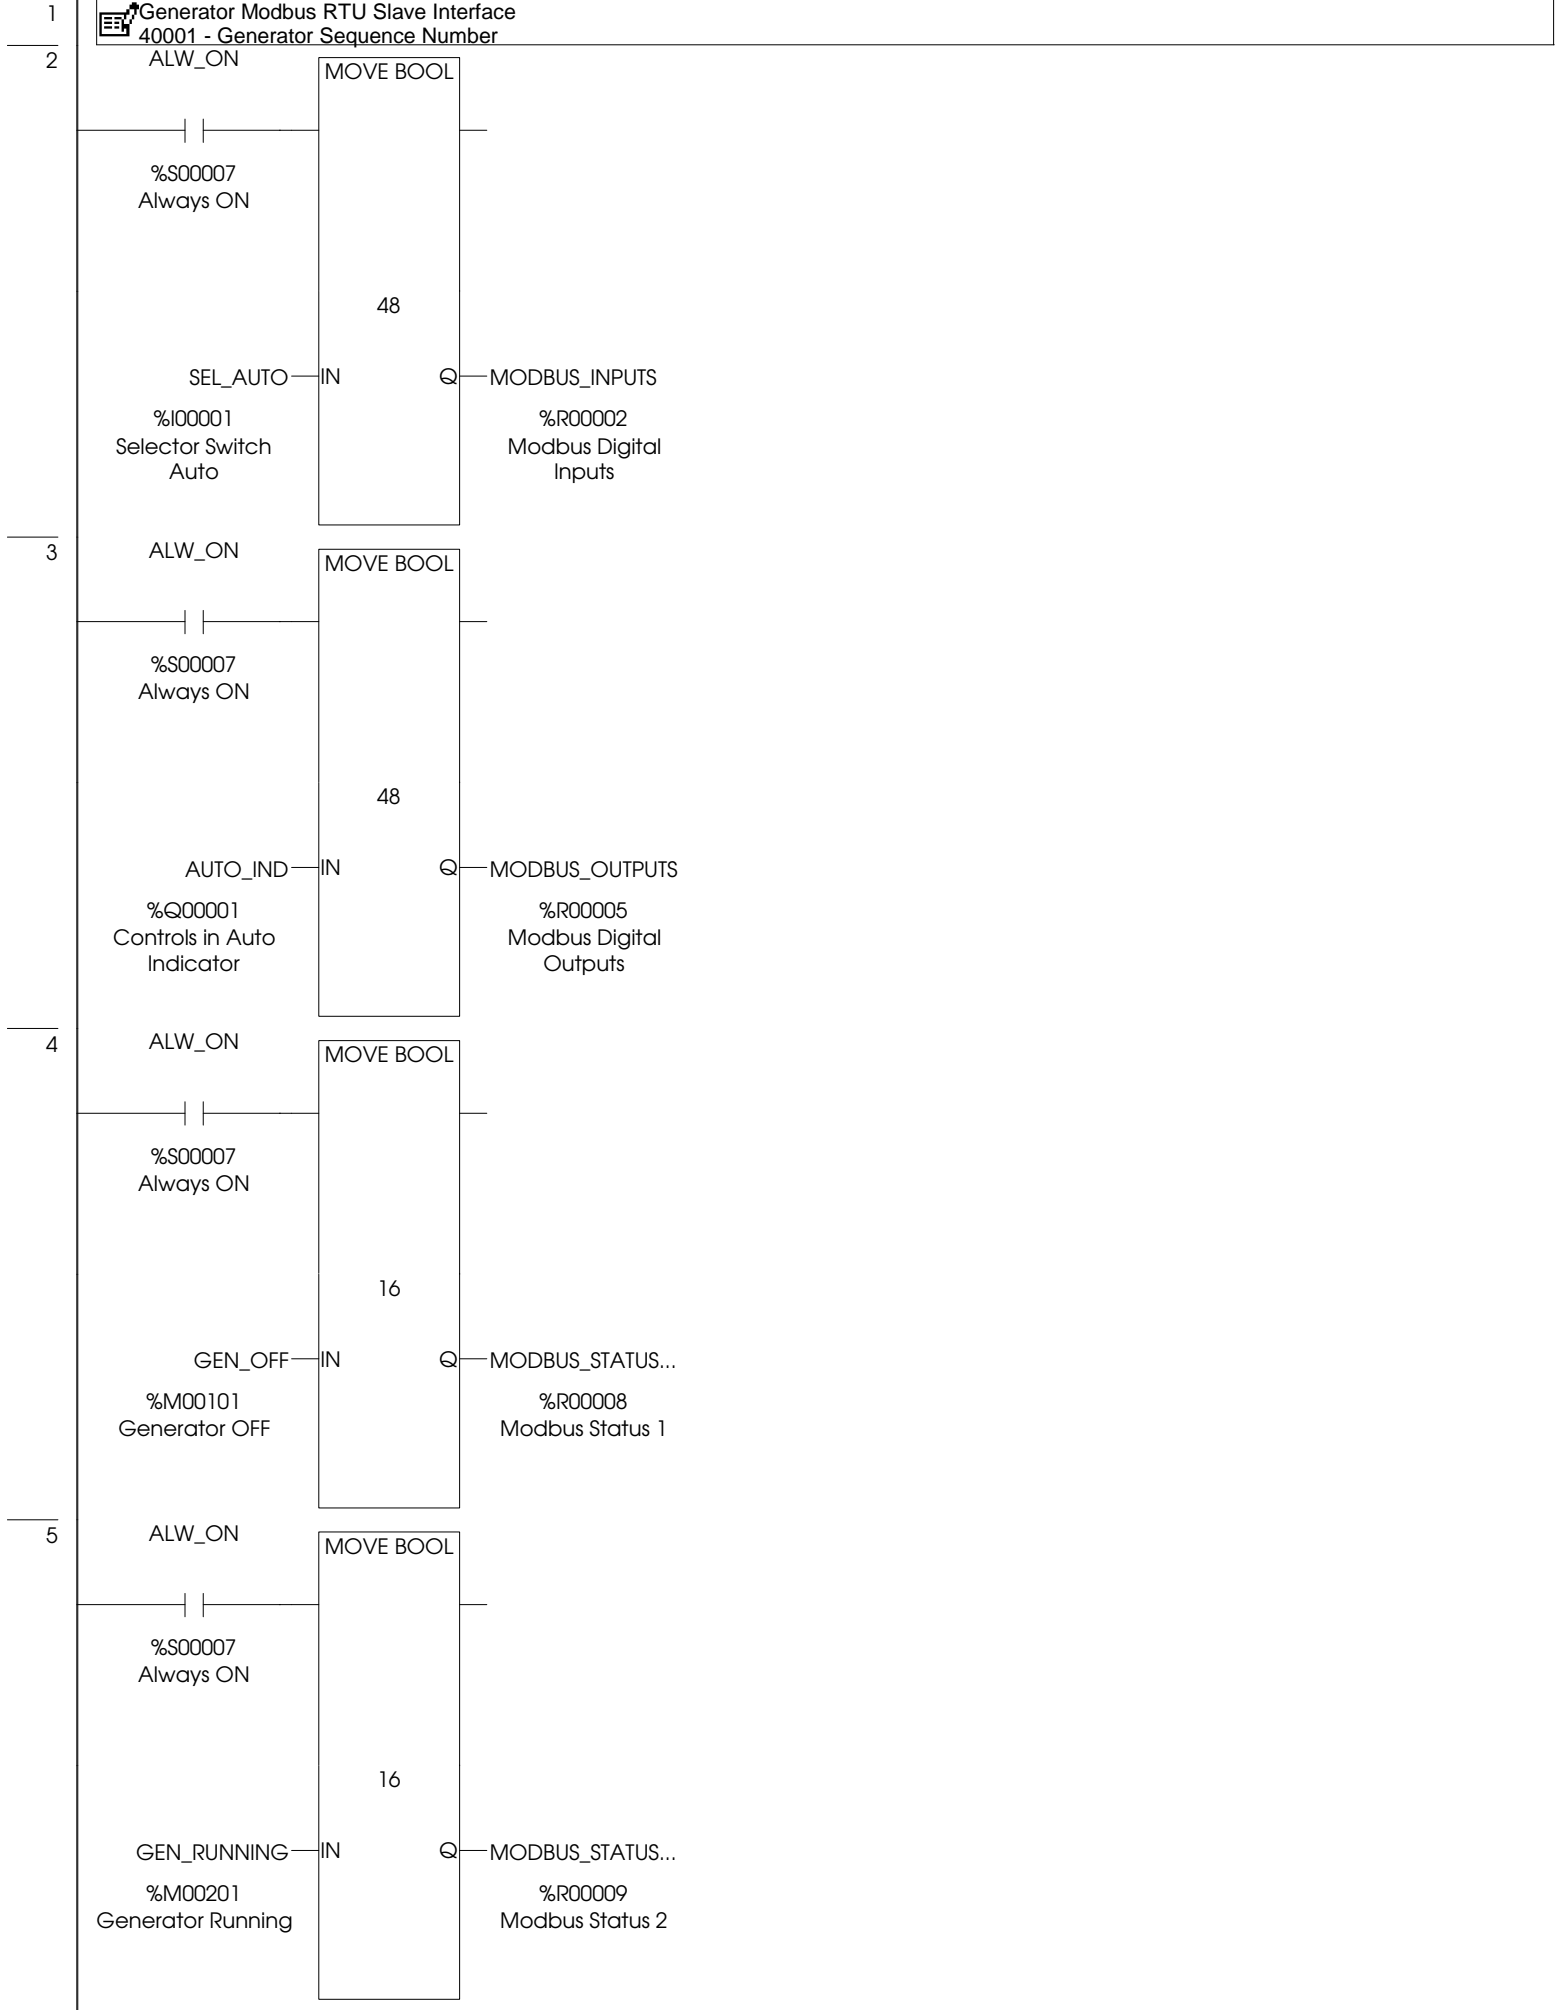 1
Generator Modbus RTU Slave Interface
40001 - Generator Sequence Number
2
ALW_ON
MOVE BOOL
%S00007
Always ON
48
SEL_AUTO IN Q MODBUS_INPUTS
%I00001 %R00002
Selector Switch Modbus Digital
Auto Inputs
3
ALW_ON
MOVE BOOL
%S00007
Always ON
48
AUTO_IND IN Q MODBUS_OUTPUTS
%Q00001 %R00005
Controls in Auto Modbus Digital
Indicator Outputs
4
ALW_ON
MOVE BOOL
%S00007
Always ON
16
GEN_OFF IN Q MODBUS_STATUS...
%M00101 %R00008
Generator OFF Modbus Status 1
5
ALW_ON
MOVE BOOL
%S00007
Always ON
16
GEN_RUNNING IN Q MODBUS_STATUS...
%M00201 %R00009
Generator Running Modbus Status 2